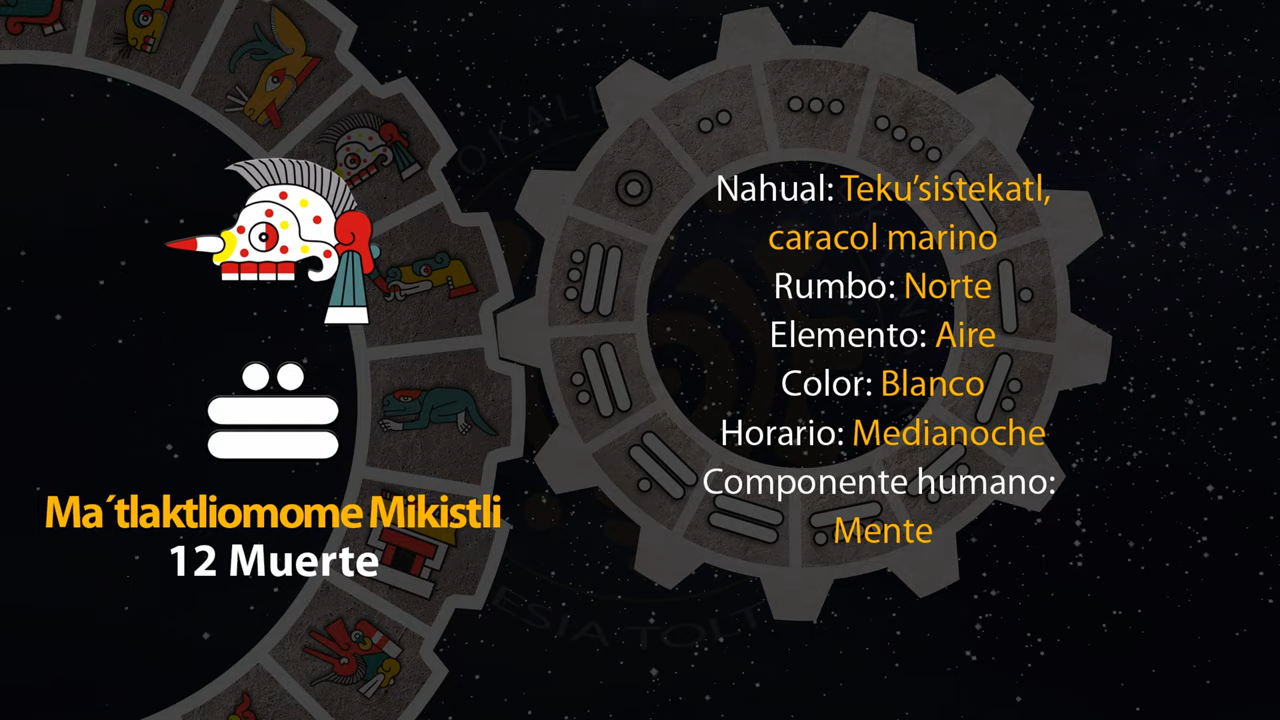 Ma´tlaktliomome Mikistli
12 Muerte
Nahual: Teku’sistekatl,
caracol marino
Rumbo: Norte
Elemento: Aire
Color: Blanco
Horario: Medianoche
Componente humano:
Mente